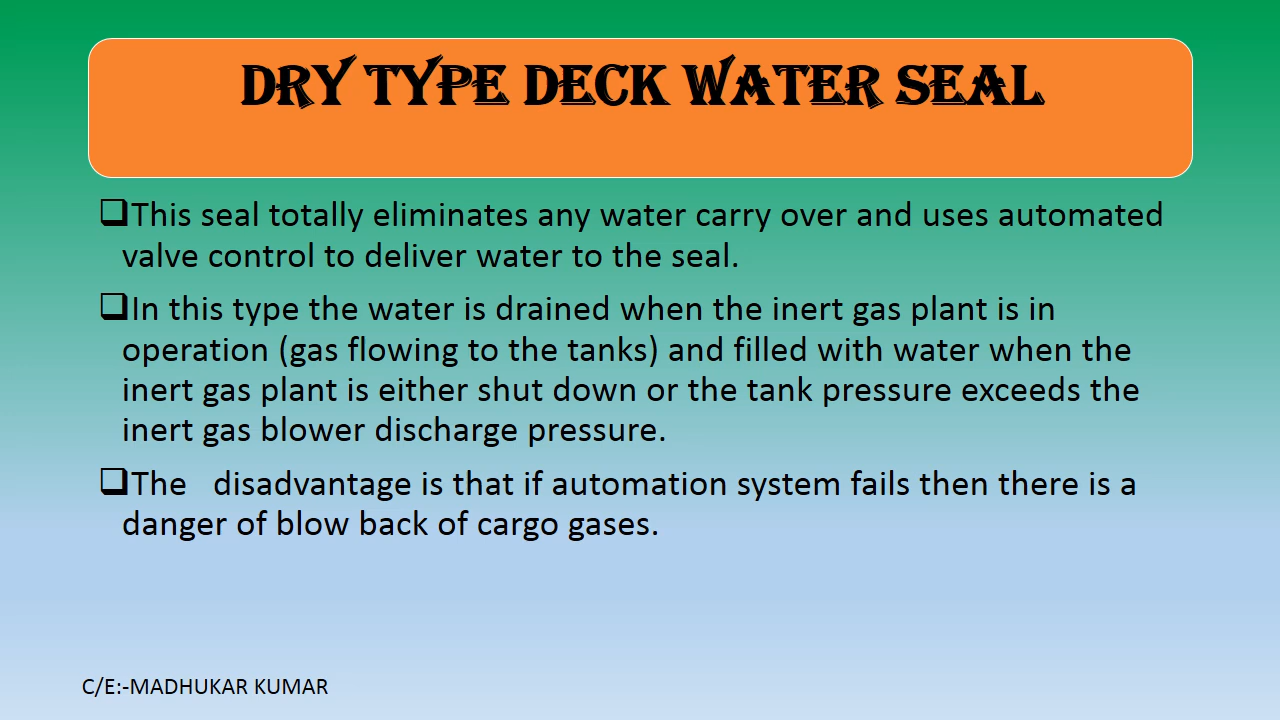 DRY TYPE DECK WATER SEAL
❑This seal totally eliminates any water carry over and uses automated
valve control to deliver water to the seal.
❑In this type the water is drained when the inert gas plant is in
operation (gas flowing to the tanks) and filled with water when the
inert gas plant is either shut down or the tank pressure exceeds the
inert gas blower discharge pressure.
❑The   disadvantage is that if automation system fails then there is a
danger of blow back of cargo gases.
C/E:-MADHUKAR KUMAR